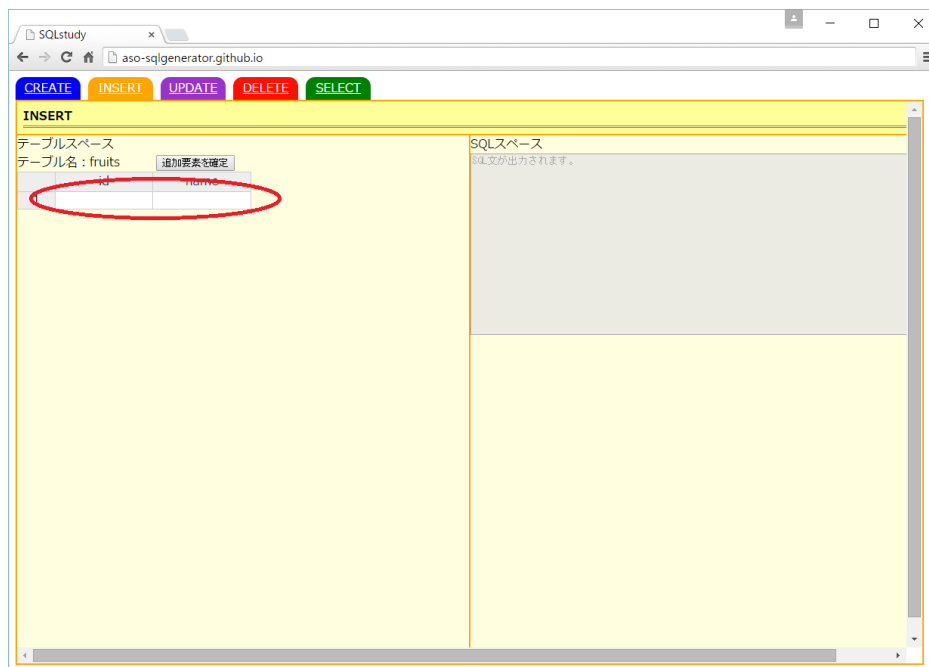 SQLstudy
aso-sqlgenerator.github.io
CREATE INSERT UPDATE DELETE SELECT
INSERT
テーブルスペース
テーブル名：fruits 追加要素を確定
id name
1
SQLスペース
SQL文が出力されます。